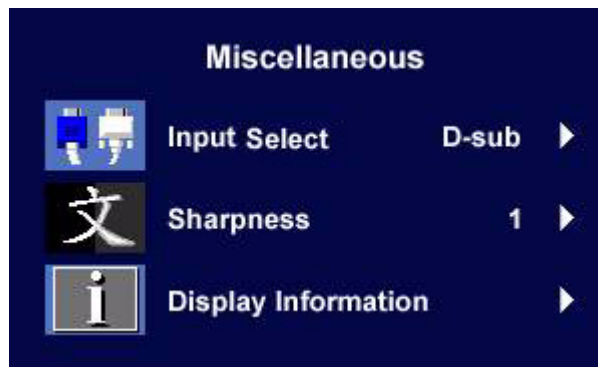 Miscellaneous
Input Select D-sub
文 Sharpness 1
i Display Information